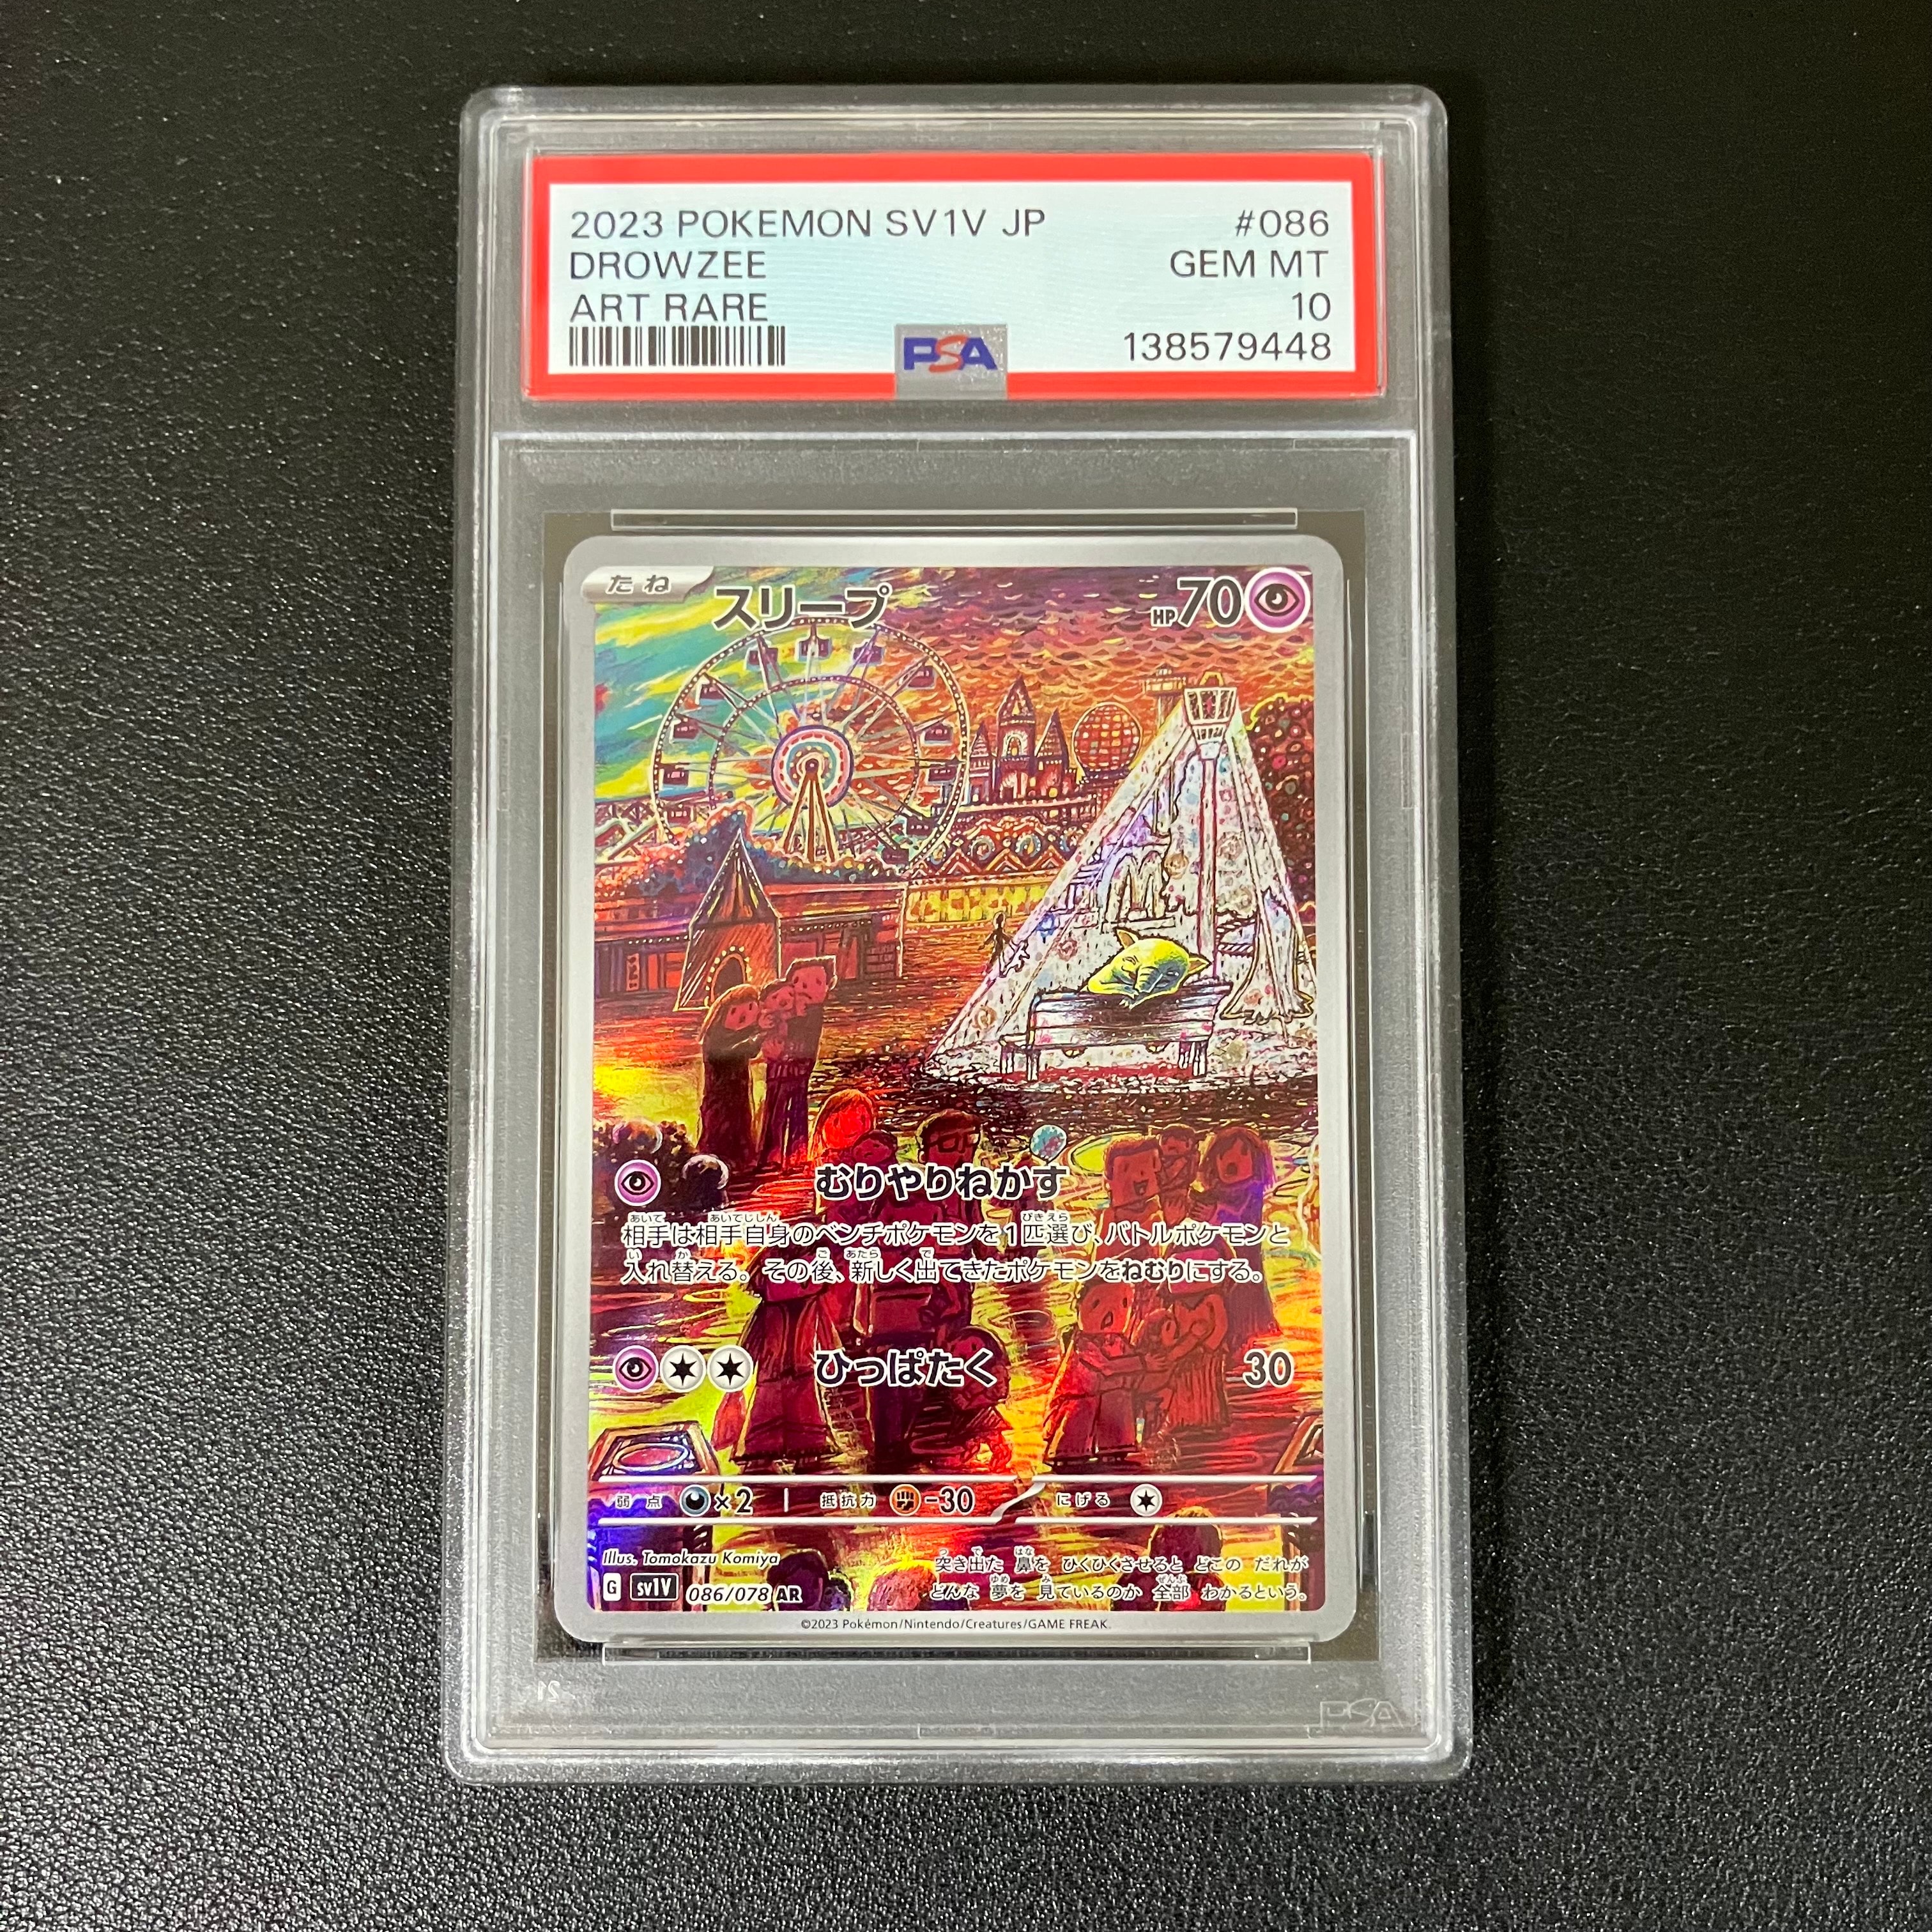 2023 POKEMON SV1V JP #086
DROWZEE GEM MT
ART RARE 10
PSA 138579448
たね スリープ HP70
むりやりねかす
相手は相手自身のベンチポケモンを1匹選び、バトルポケモンと
入れ替える。その後、新しく出てきたポケモンをねむりにする。
ひっぱたく 30
弱点 ×2 抵抗力 -30 にげる
Illus. Tomokazu Komiya
突き出た 鼻を ひくひくさせると どこの だれが
どんな 夢を 見ているのか 全部 わかるという。
G sv1V 086/078 AR
©2023 Pokémon/Nintendo/Creatures/GAME FREAK.
PSA